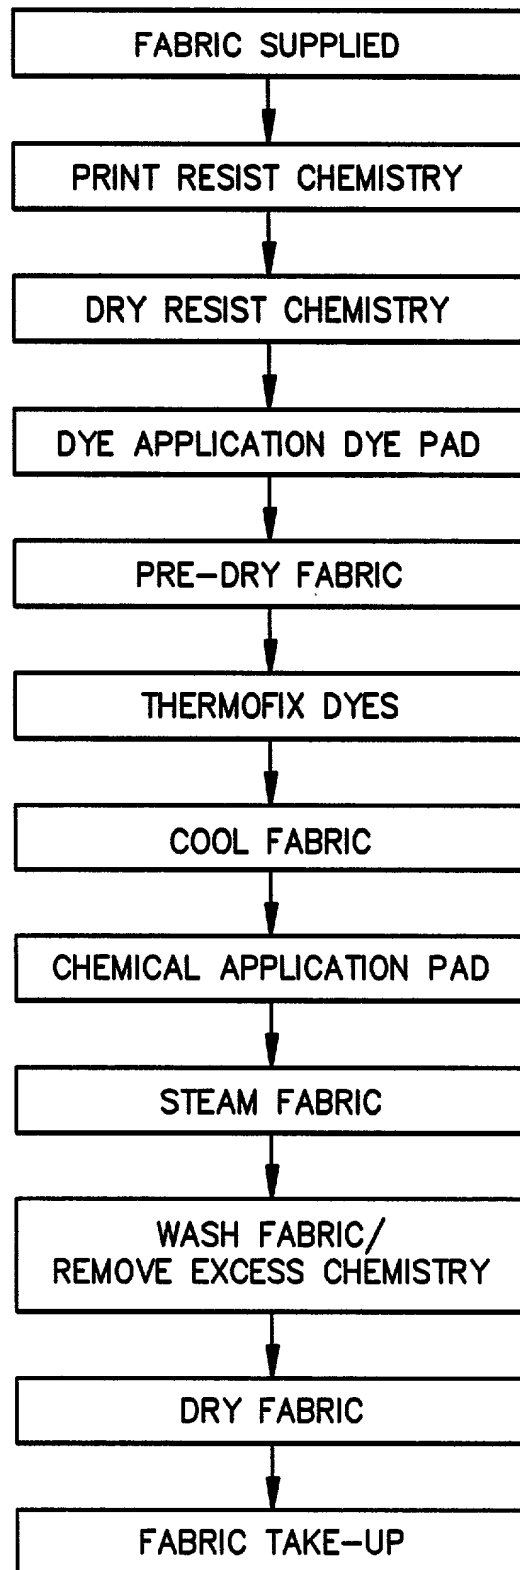 FABRIC SUPPLIED
PRINT RESIST CHEMISTRY
DRY RESIST CHEMISTRY
DYE APPLICATION DYE PAD
PRE-DRY FABRIC
THERMOFIX DYES
COOL FABRIC
CHEMICAL APPLICATION PAD
STEAM FABRIC
WASH FABRIC/
REMOVE EXCESS CHEMISTRY
DRY FABRIC
FABRIC TAKE-UP